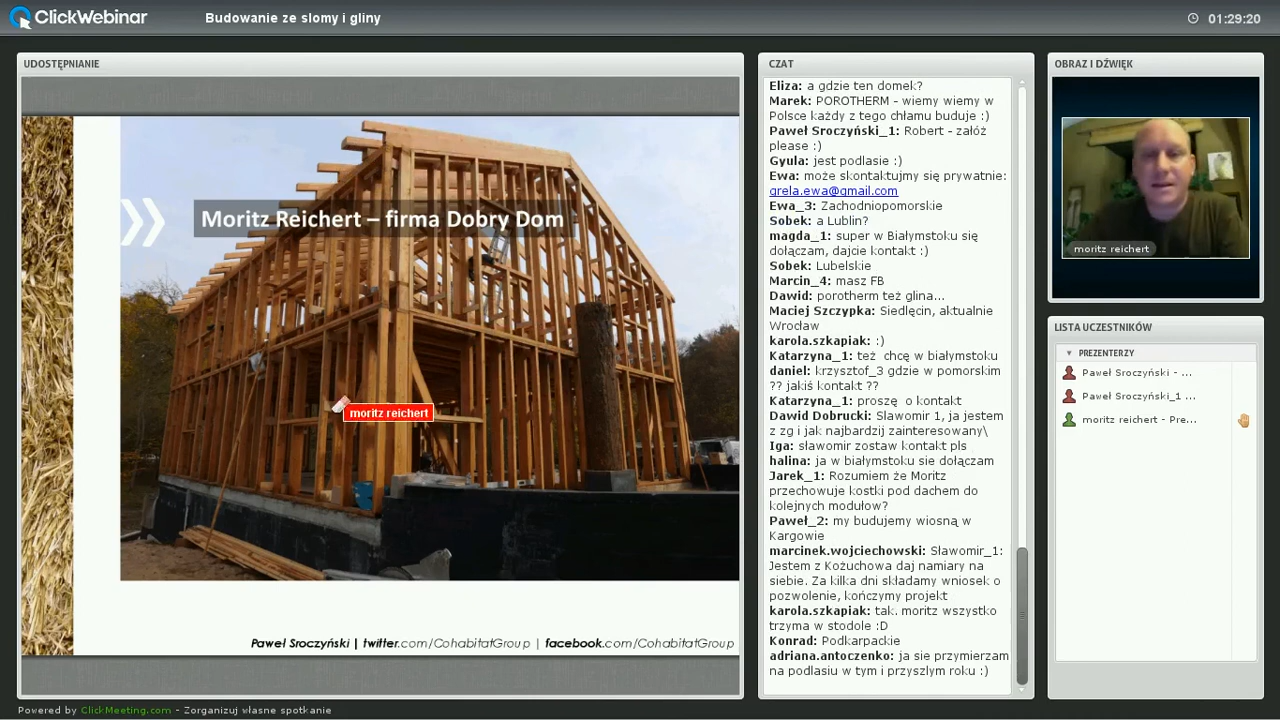 ClickWebinar
Budowanie ze slomy i gliny
01:29:20
UDOSTĘPNIANIE
Moritz Reichert – firma Dobry Dom
moritz reichert
Paweł Sroczyński | twitter.com/CohabitatGroup | facebook.com/CohabitatGroup
CZAT
Eliza: a gdzie ten domek?
Marek: POROTHERM - wiemy wiemy w
Polsce każdy z tego chłamu buduje :)
Paweł Sroczyński_1: Robert - załóż
please :)
Gyula: jest podlasie :)
Ewa: może skontaktujmy się prywatnie:
grela.ewa@gmail.com
Ewa_3: Zachodniopomorskie
Sobek: a Lublin?
magda_1: super w Białymstoku się
dołączam, dajcie kontakt :)
Sobek: Lubelskie
Marcin_4: masz FB
Dawid: porotherm też glina...
Maciej Szczypka: Siedlęcin, aktualnie
Wrocław
karola.szkapiak: :)
Katarzyna_1: też chcę w białymstoku
daniel: krzysztof_3 gdzie w pomorskim
?? jakiś kontakt ??
Katarzyna_1: proszę o kontakt
Dawid Dobrucki: Sławomir 1, ja jestem
z zg i jak najbardzij zainteresowany\
Iga: sławomir zostaw kontakt pls
halina: ja w białymstoku sie dołączam
Jarek_1: Rozumiem że Moritz
przechowuje kostki pod dachem do
kolejnych modułow?
Paweł_2: my budujemy wiosną w
Kargowie
marcinek.wojciechowski: Sławomir_1:
Jestem z Kożuchowa daj namiary na
siebie. Za kilka dni składamy wniosek o
pozwolenie, kończymy projekt
karola.szkapiak: tak. moritz wszystko
trzyma w stodole :D
Konrad: Podkarpackie
adriana.antoczenko: ja sie przymierzam
na podlasiu w tym i przyszlym roku :)
OBRAZ I DŹWIĘK
moritz reichert
LISTA UCZESTNIKÓW
PREZENTERZY
Paweł Sroczyński - ...
Paweł Sroczyński_1 ...
moritz reichert - Pre...
Powered by ClickMeeting.com - Zorganizuj własne spotkanie